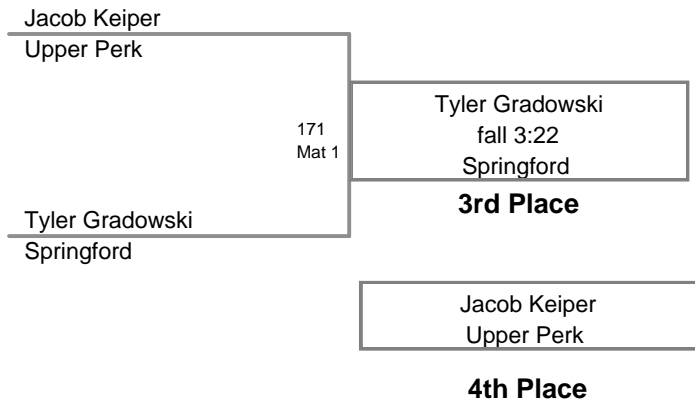 Jacob Keiper
Upper Perk
171
Mat 1
Tyler Gradowski
fall 3:22
Springford
3rd Place
Tyler Gradowski
Springford
Jacob Keiper
Upper Perk
4th Place